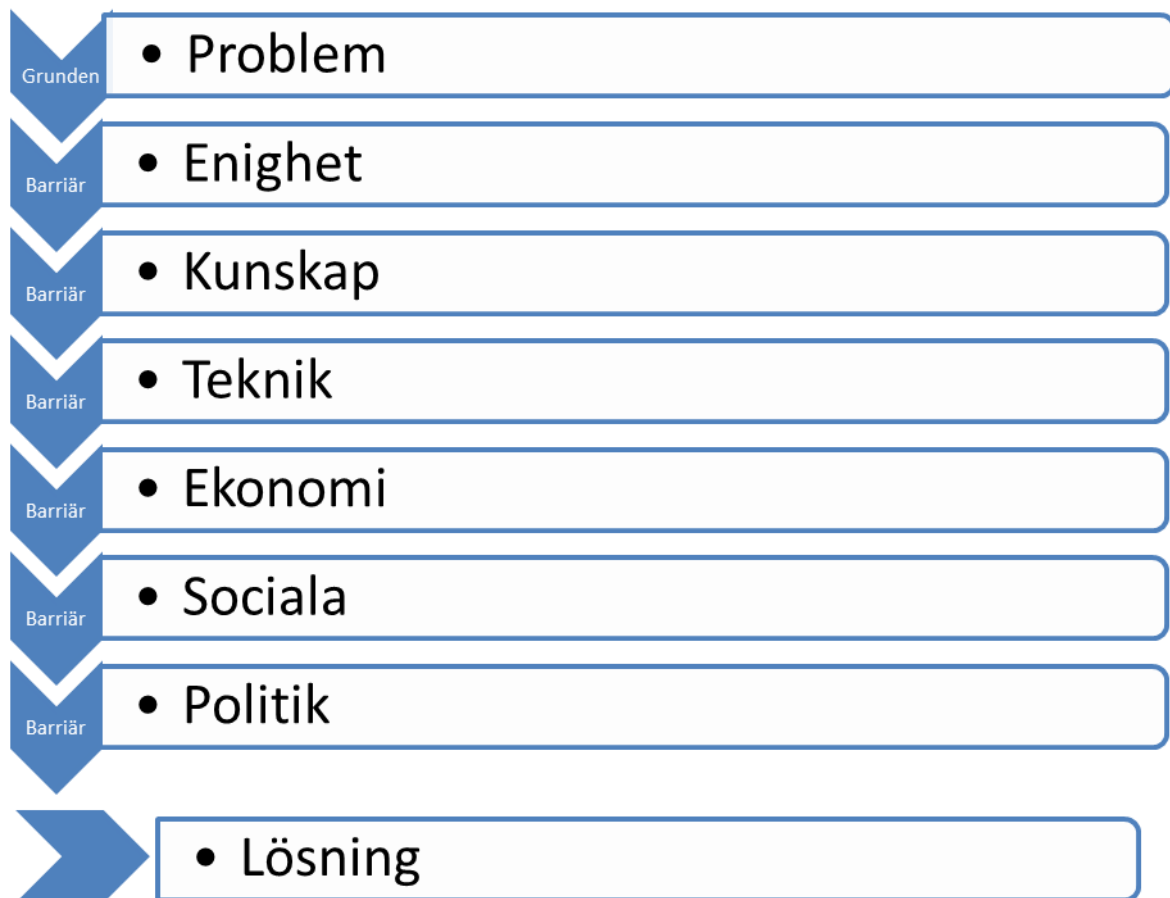 Grunden
• Problem
Barriär
• Enighet
Barriär
• Kunskap
Barriär
• Teknik
Barriär
• Ekonomi
Barriär
• Sociala
Barriär
• Politik
• Lösning